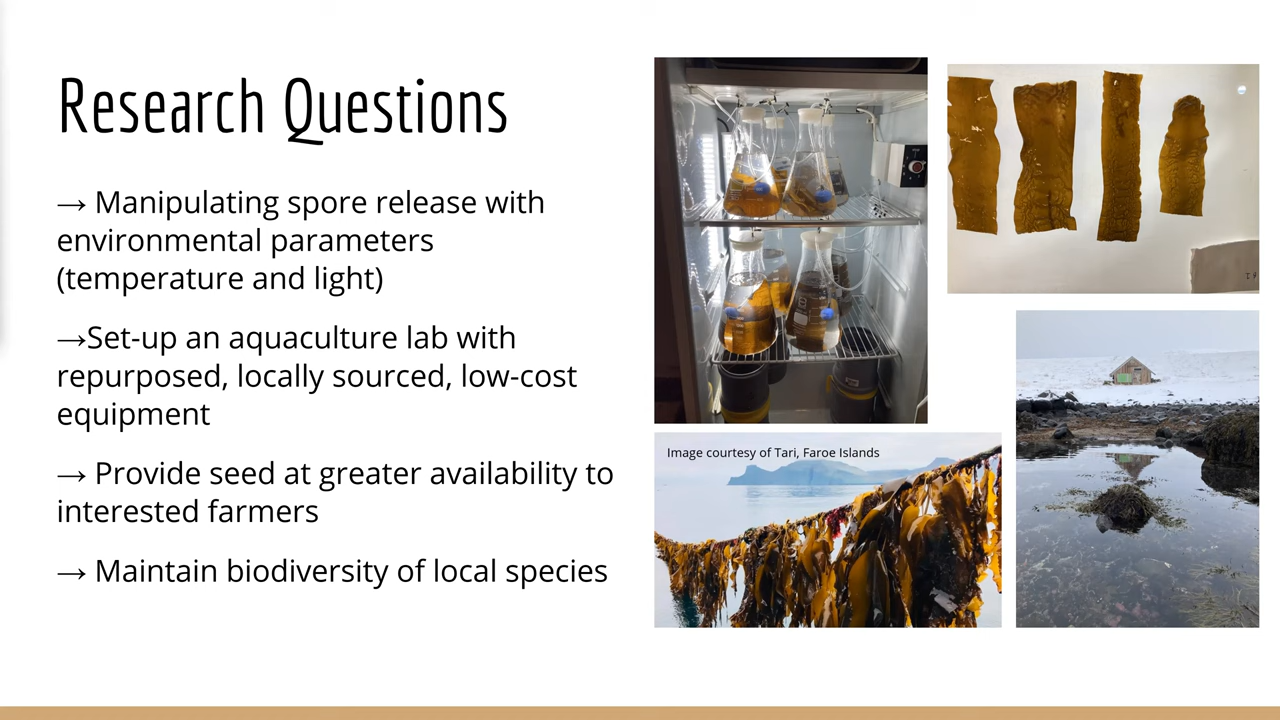 Research Questions
→ Manipulating spore release with
environmental parameters
(temperature and light)
→Set-up an aquaculture lab with
repurposed, locally sourced, low-cost
equipment
→ Provide seed at greater availability to
interested farmers
→ Maintain biodiversity of local species
Image courtesy of Tari, Faroe Islands